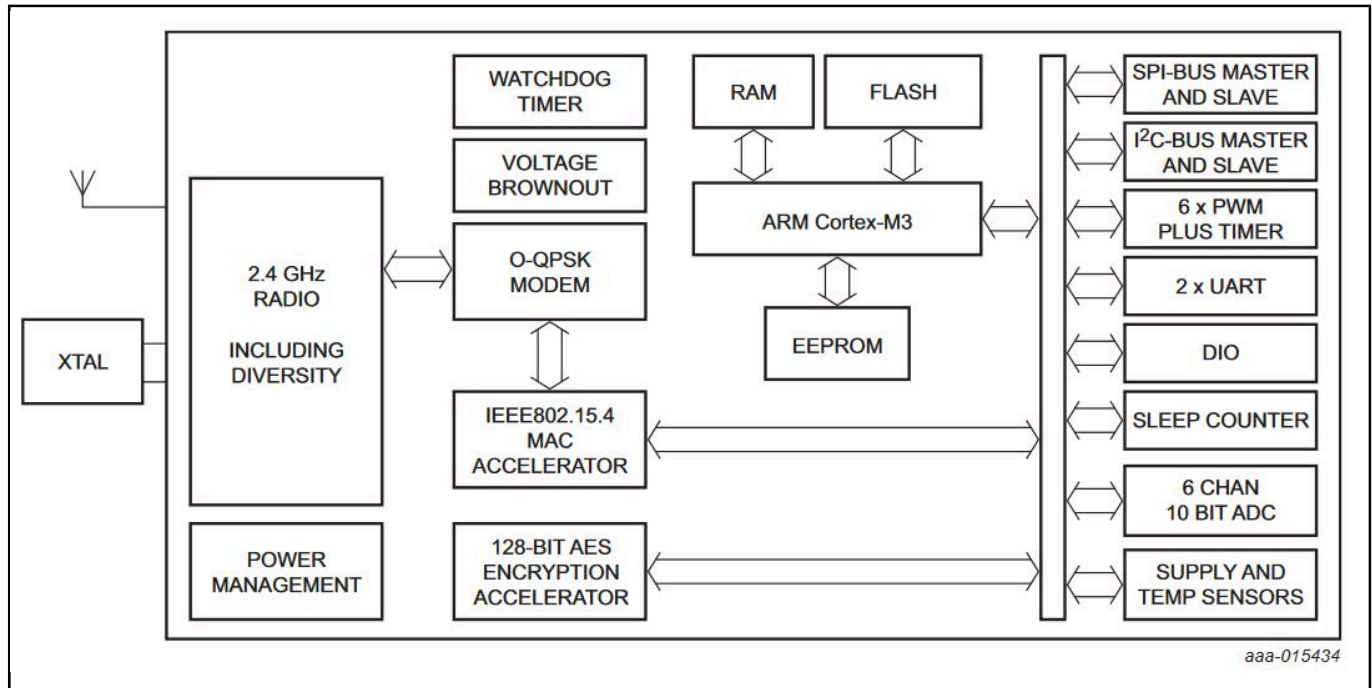 WATCHDOG
TIMER
VOLTAGE
BROWNOUT
2.4 GHz
RADIO
INCLUDING
DIVERSITY
O-QPSK
MODEM
XTAL
IEEE802.15.4
MAC
ACCELERATOR
POWER
MANAGEMENT
128-BIT AES
ENCRYPTION
ACCELERATOR
RAM
FLASH
ARM Cortex-M3
EEPROM
SPI-BUS MASTER
AND SLAVE
I²C-BUS MASTER
AND SLAVE
6 x PWM
PLUS TIMER
2 x UART
DIO
SLEEP COUNTER
6 CHAN
10 BIT ADC
SUPPLY AND
TEMP SENSORS
aaa-015434